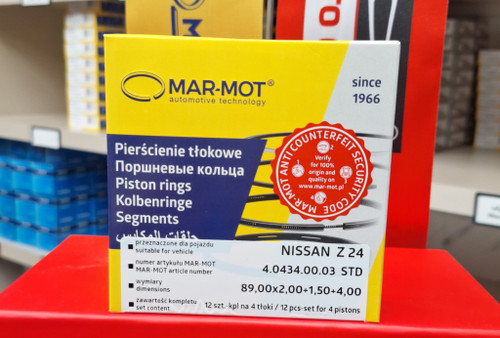 MAR-MOT®
automotive technology
since
1966
Pierścienie tłokowe
Поршневые кольца
Piston rings
Kolbenringe
Segments
حلقات المكابس
MAR-MOT ANTI COUNTERFEIT SECURITY CODE
Verify
for 100%
origin and
quality on
www.mar-mot.pl
przeznaczone dla pojazdu
suitable for vehicle
NISSAN Z 24
numer artykułu MAR-MOT
MAR-MOT article number
4.0434.00.03 STD
wymiary
dimensions
89,00x2,00+1,50+4,00
zawartość kompletu
set content
12 szt.-kpl na 4 tłoki / 12 pcs-set for 4 pistons